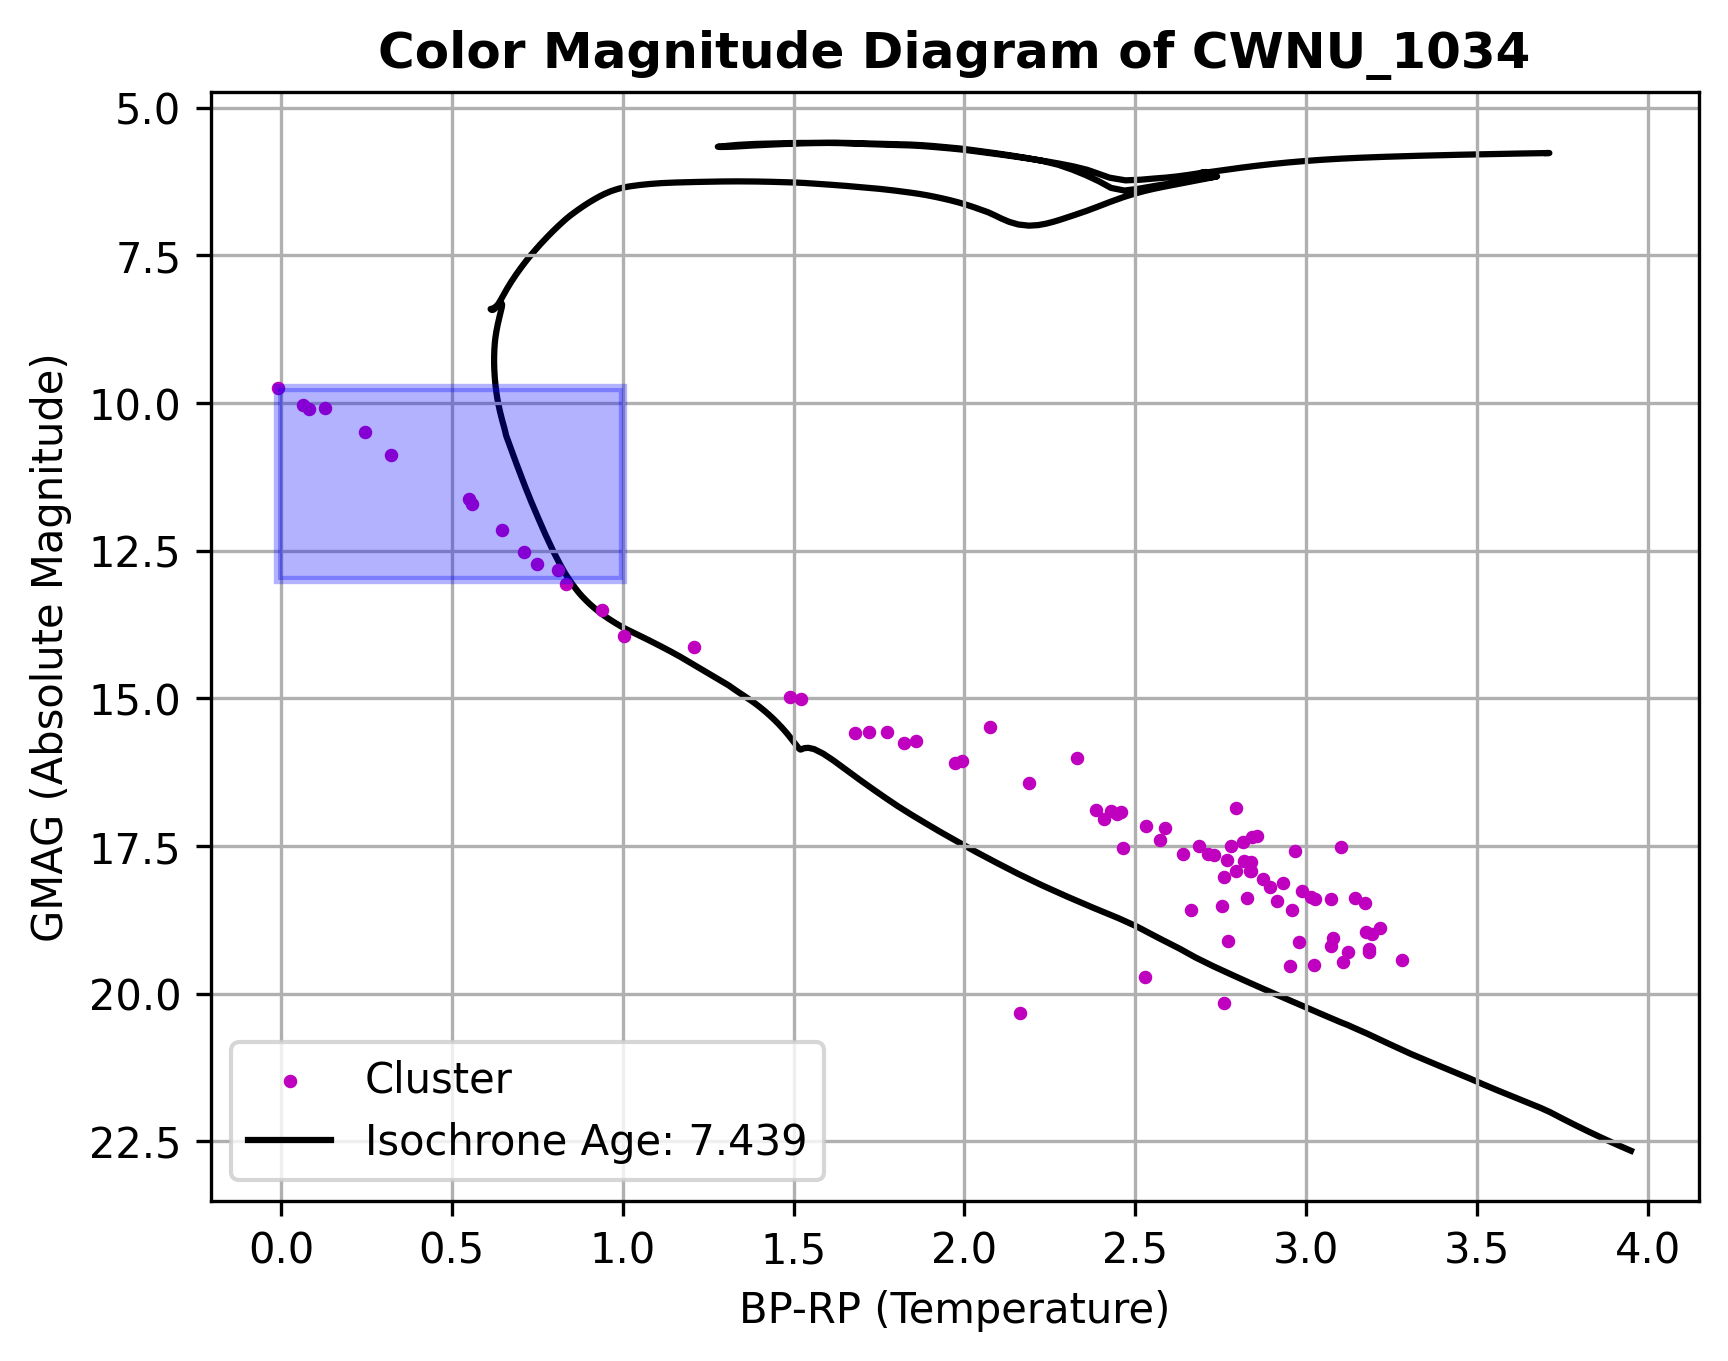 Color Magnitude Diagram of CWNU_1034
GMAG (Absolute Magnitude)
5.0
7.5
10.0
12.5
15.0
17.5
20.0
22.5
Cluster
Isochrone Age: 7.439
0.0 0.5 1.0 1.5 2.0 2.5 3.0 3.5 4.0
BP-RP (Temperature)